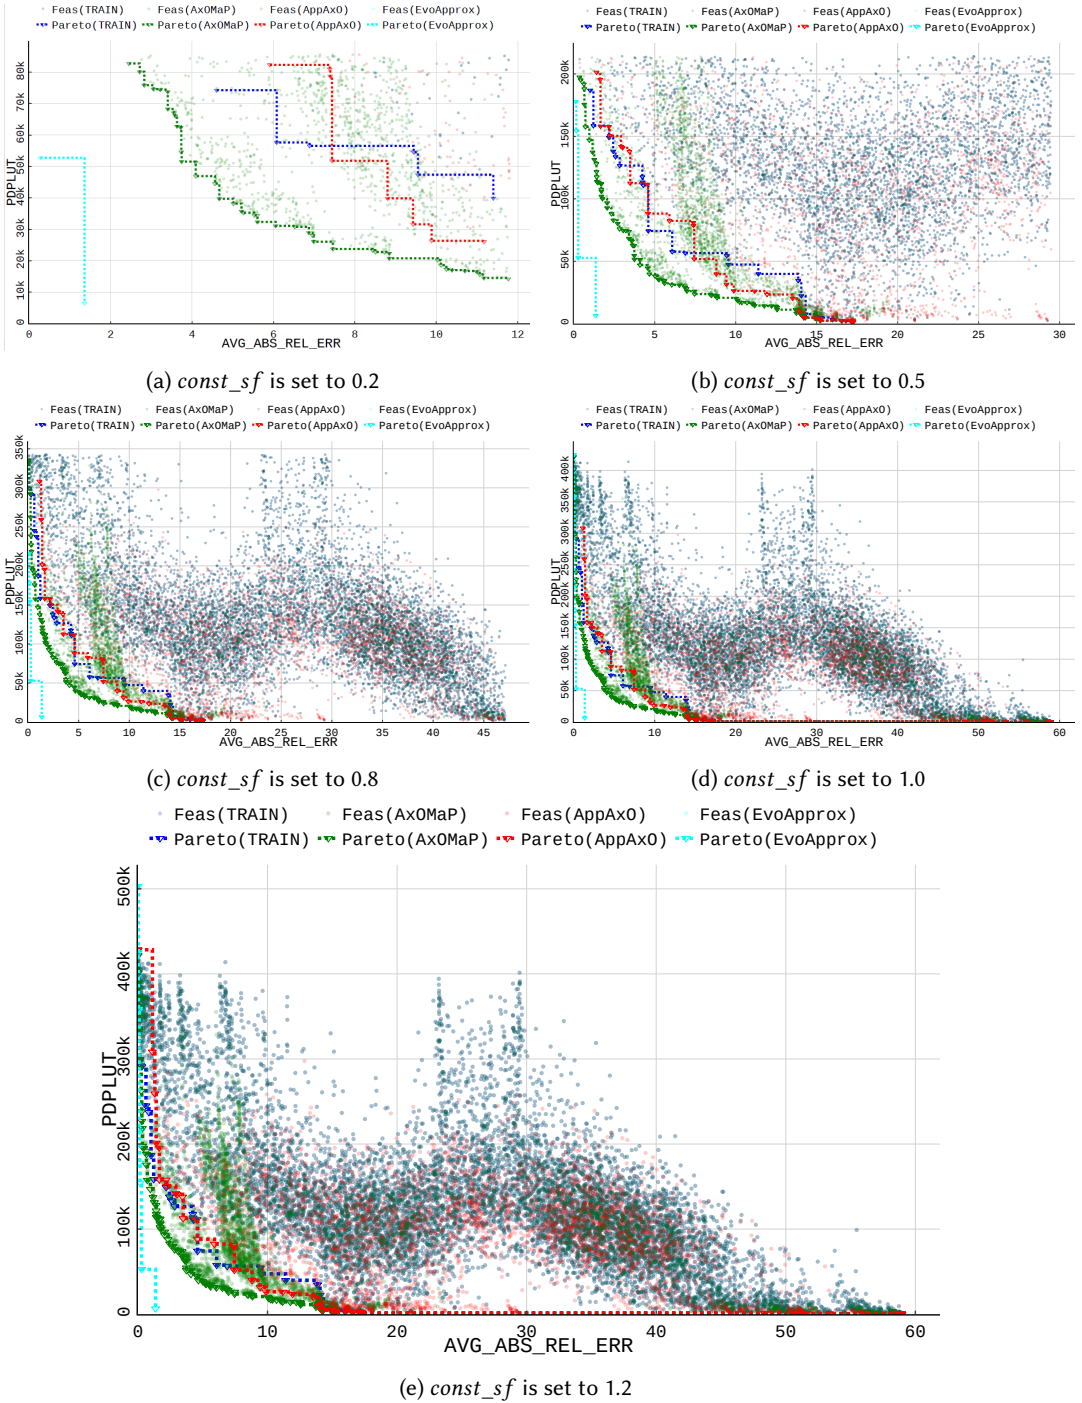 Feas(TRAIN) Feas(AxOMaP) Feas(AppAxO) Feas(EvoApprox)
Pareto(TRAIN) Pareto(AxOMaP) Pareto(AppAxO) Pareto(EvoApprox)
80k
70k
60k
50k
40k
30k
20k
10k
0
PDPLUT
0 2 4 6 8 10 12
AVG_ABS_REL_ERR
(a) const_sf is set to 0.2
Feas(TRAIN) Feas(AxOMaP) Feas(AppAxO) Feas(EvoApprox)
Pareto(TRAIN) Pareto(AxOMaP) Pareto(AppAxO) Pareto(EvoApprox)
200k
150k
100k
50k
0
PDPLUT
0 5 10 15 20 25 30
AVG_ABS_REL_ERR
(b) const_sf is set to 0.5
Feas(TRAIN) Feas(AxOMaP) Feas(AppAxO) Feas(EvoApprox)
Pareto(TRAIN) Pareto(AxOMaP) Pareto(AppAxO) Pareto(EvoApprox)
350k
300k
250k
200k
150k
100k
50k
0
PDPLUT
0 5 10 15 20 25 30 35 40 45
AVG_ABS_REL_ERR
(c) const_sf is set to 0.8
Feas(TRAIN) Feas(AxOMaP) Feas(AppAxO) Feas(EvoApprox)
Pareto(TRAIN) Pareto(AxOMaP) Pareto(AppAxO) Pareto(EvoApprox)
400k
350k
300k
250k
200k
150k
100k
50k
0
PDPLUT
0 10 20 30 40 50 60
AVG_ABS_REL_ERR
(d) const_sf is set to 1.0
Feas(TRAIN) Feas(AxOMaP) Feas(AppAxO) Feas(EvoApprox)
Pareto(TRAIN) Pareto(AxOMaP) Pareto(AppAxO) Pareto(EvoApprox)
500k
400k
300k
200k
100k
0
PDPLUT
0 10 20 30 40 50 60
AVG_ABS_REL_ERR
(e) const_sf is set to 1.2